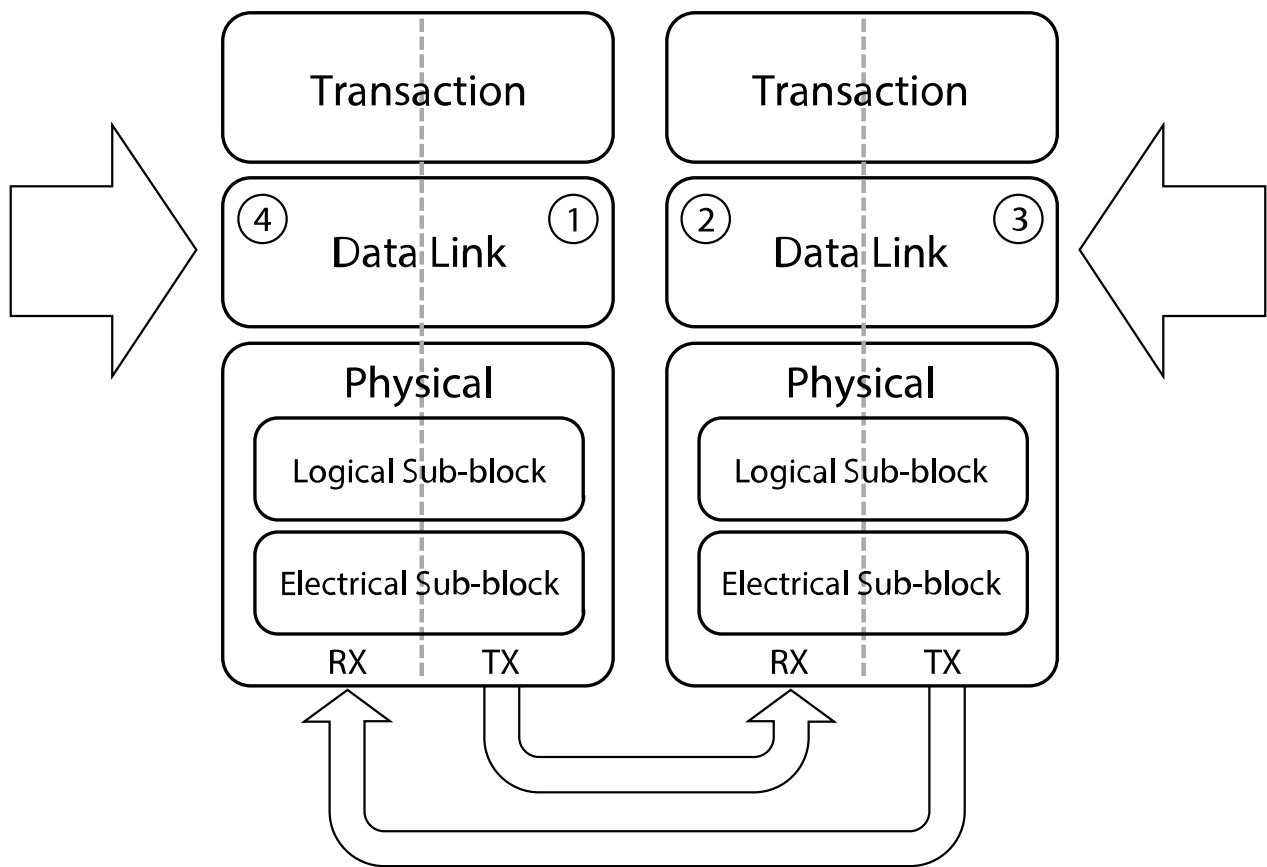 Transaction
4
1
Data Link
Physical
Logical Sub-block
Electrical Sub-block
RX
TX
Transaction
2
3
Data Link
Physical
Logical Sub-block
Electrical Sub-block
RX
TX